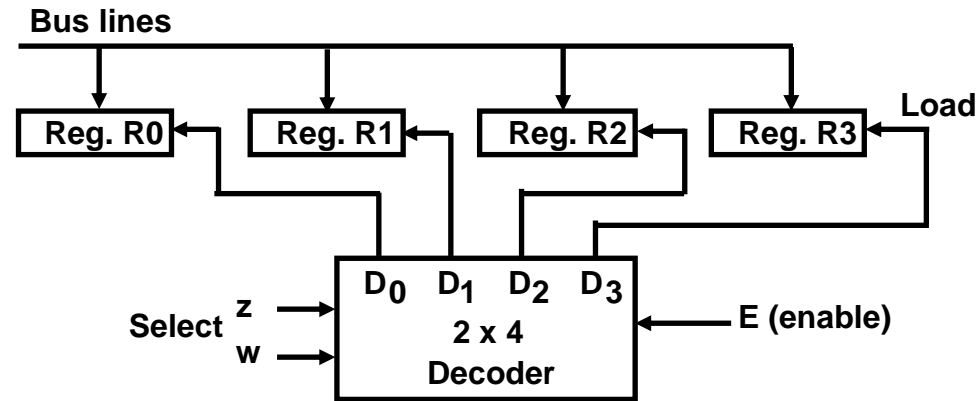 Bus lines
Reg. R0 Reg. R1 Reg. R2 Reg. R3
Load
D0 D1 D2 D3
Select z
w
2 x 4
Decoder
E (enable)